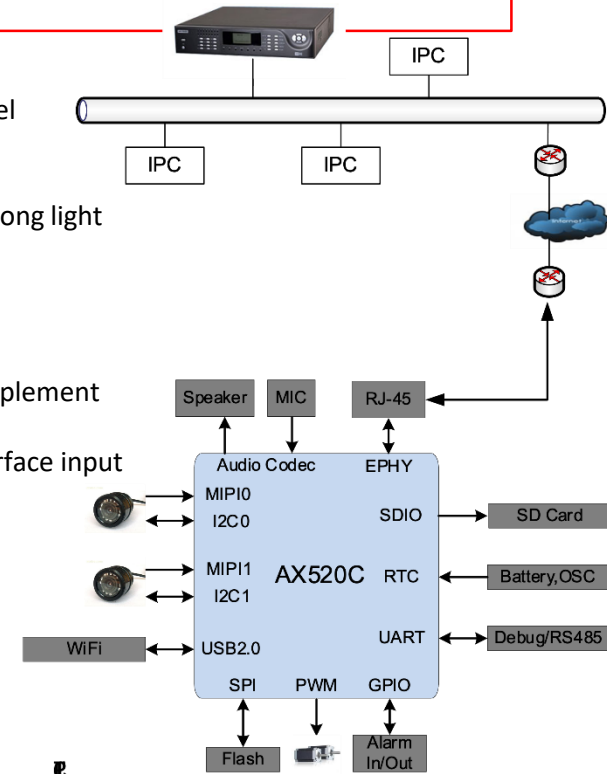 IPC
el
IPC
IPC
ong light
plement
Speaker
MIC
RJ-45
rface input
Audio Codec
EPHY
MIPI0
I2C0
SDIO
SD Card
MIPI1
I2C1
AX520C
RTC
Battery,OSC
WiFi
USB2.0
UART
Debug/RS485
SPI
PWM
GPIO
Flash
Alarm
In/Out